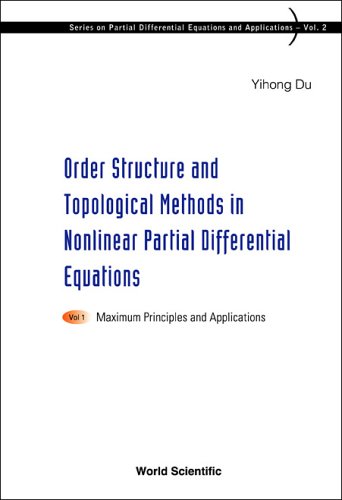 Series on Partial Differential Equations and Applications – Vol. 2
Yihong Du
Order Structure and
Topological Methods in
Nonlinear Partial Differential
Equations
Vol 1 Maximum Principles and Applications
World Scientific